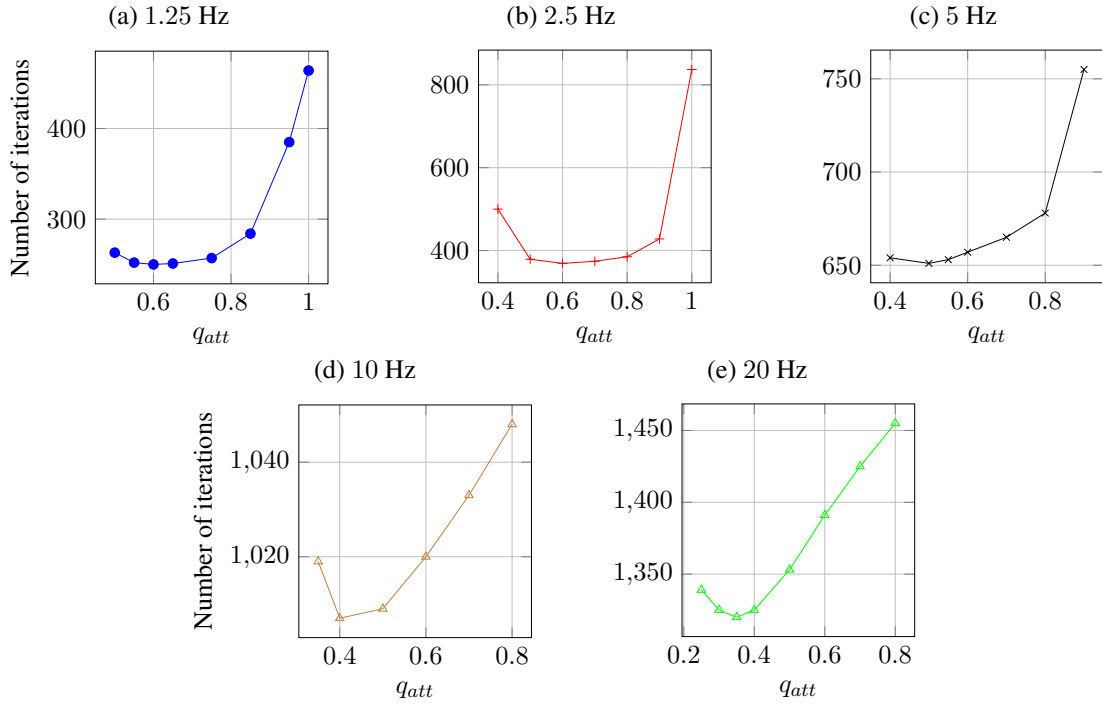 (a) 1.25 Hz
(b) 2.5 Hz
(c) 5 Hz
Number of iterations
400
300
0.6
0.8
1
q_att
800
600
400
0.4
0.6
0.8
1
q_att
750
700
650
0.4
0.6
0.8
q_att
(d) 10 Hz
(e) 20 Hz
Number of iterations
1,040
1,020
0.4
0.6
0.8
q_att
1,450
1,400
1,350
0.2
0.4
0.6
0.8
q_att